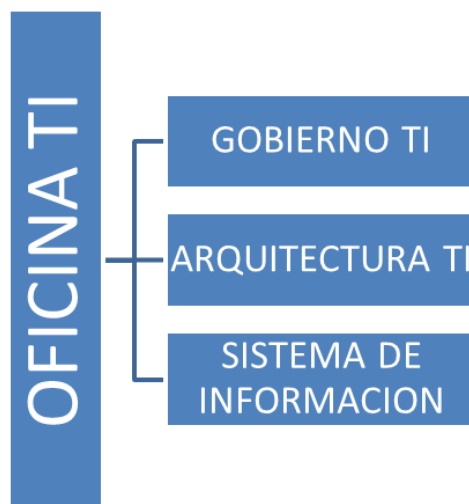 OFICINA TI
GOBIERNO TI
ARQUITECTURA TI
SISTEMA DE
INFORMACION